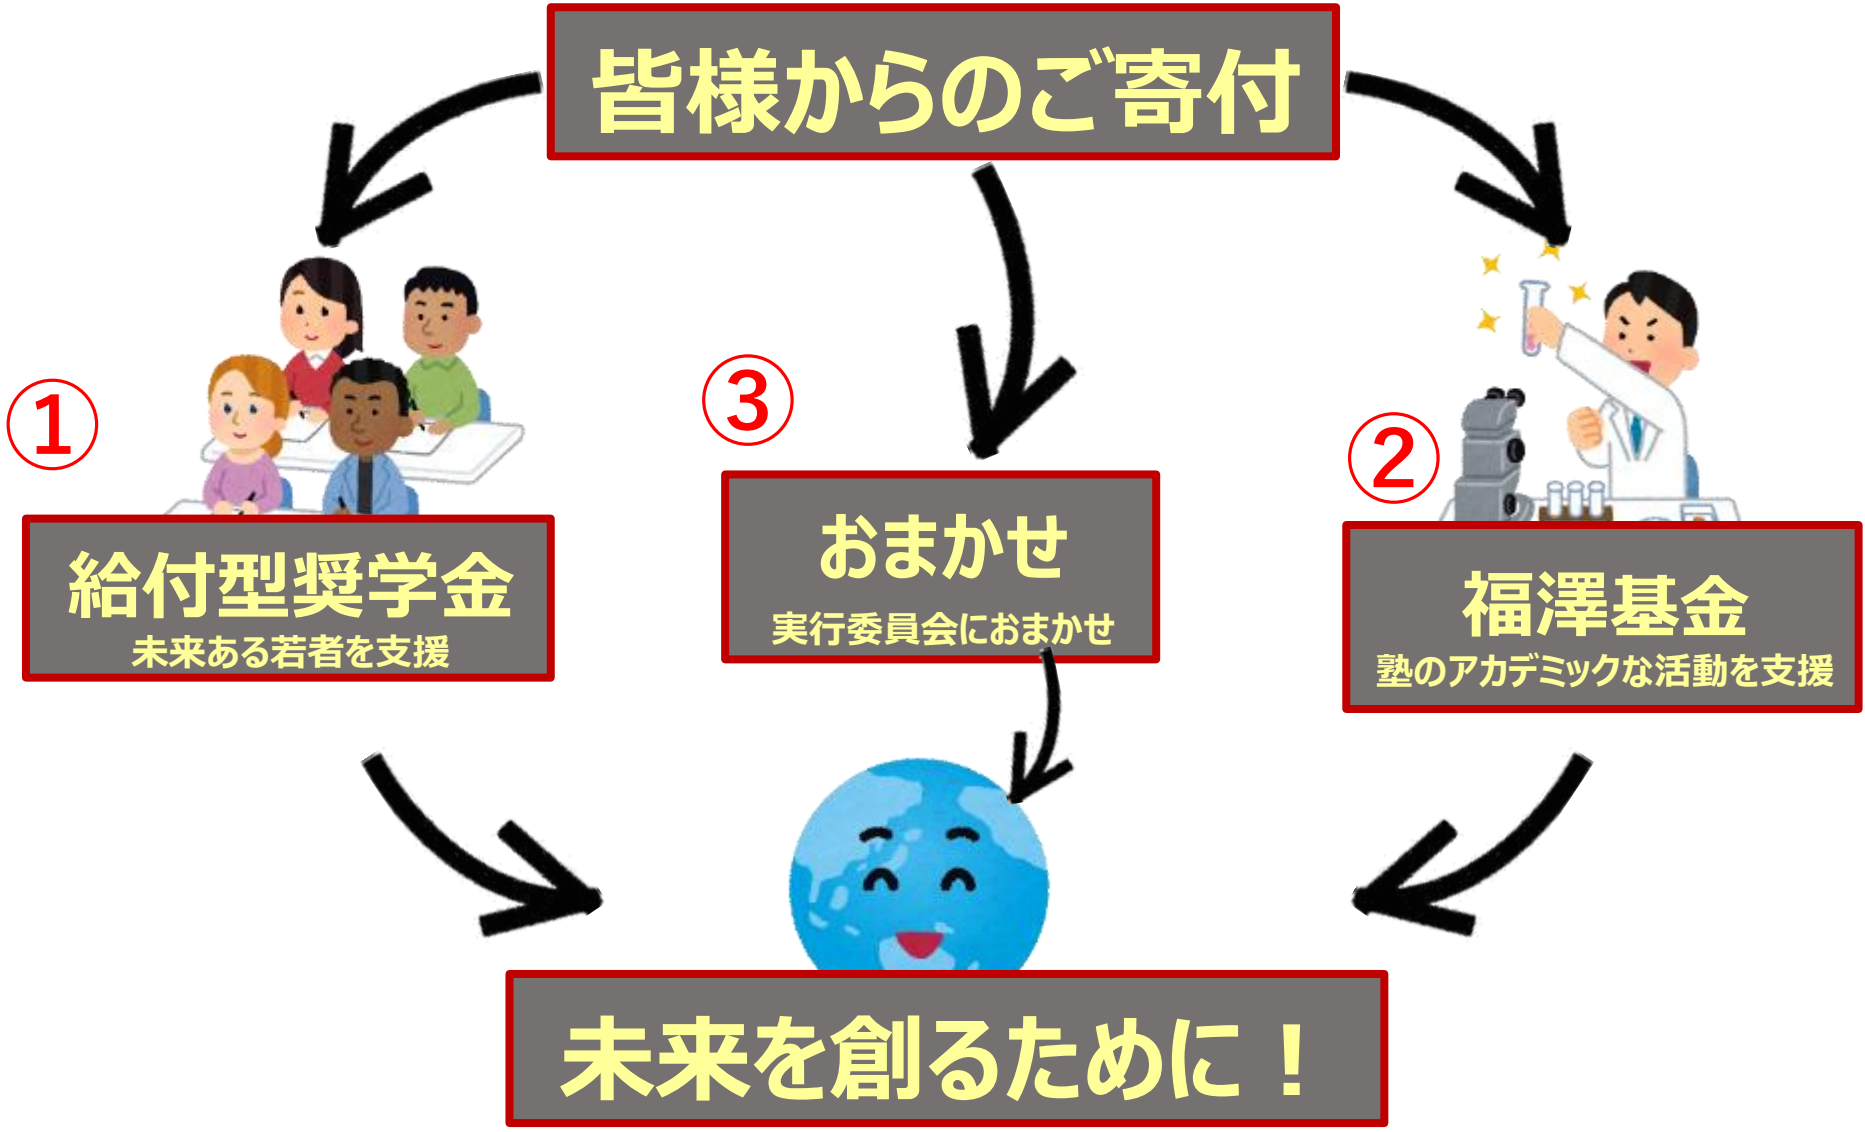 皆様からのご寄付
①
給付型奨学金
未来ある若者を支援
③
おまかせ
実行委員会におまかせ
②
福澤基金
塾のアカデミックな活動を支援
未来を創るために！